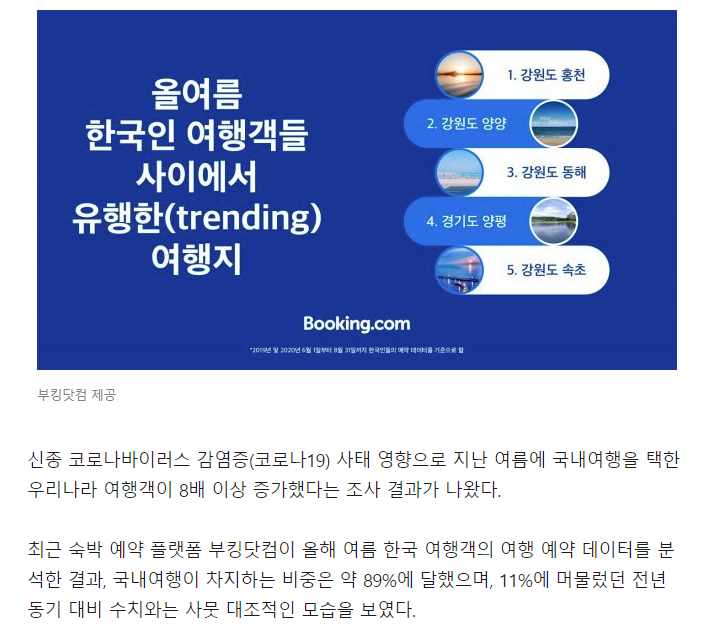 올여름
한국인 여행객들
사이에서
유행한(trending)
여행지
1. 강원도 홍천
2. 강원도 양양
3. 강원도 동해
4. 경기도 양평
5. 강원도 속초
Booking.com
*2019년 및 2020년 6월 1일부터 8월 31일까지 한국인들의 예약 데이터를 기준으로 함
부킹닷컴 제공
신종 코로나바이러스 감염증(코로나19) 사태 영향으로 지난 여름에 국내여행을 택한
우리나라 여행객이 8배 이상 증가했다는 조사 결과가 나왔다.
최근 숙박 예약 플랫폼 부킹닷컴이 올해 여름 한국 여행객의 여행 예약 데이터를 분
석한 결과, 국내여행이 차지하는 비중은 약 89%에 달했으며, 11%에 머물렀던 전년
동기 대비 수치와는 사뭇 대조적인 모습을 보였다.